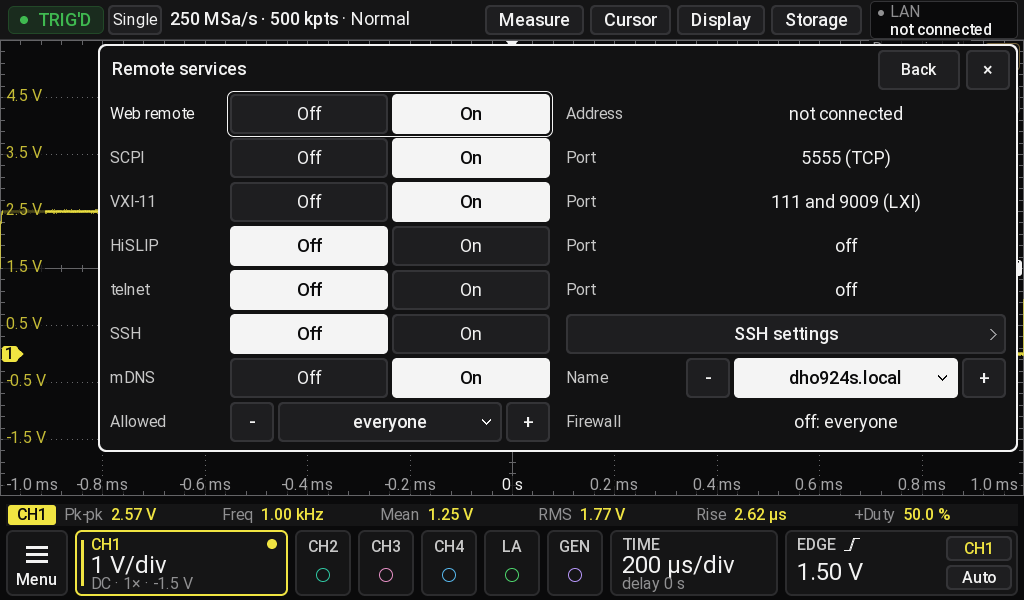 TRIG'D Single 250 MSa/s · 500 kpts · Normal Measure Cursor Display Storage LAN
not connected
Remote services Back ×
4.5 V
Web remote Off On Address not connected
3.5 V
SCPI Off On Port 5555 (TCP)
2.5 V
VXI-11 Off On Port 111 and 9009 (LXI)
HiSLIP Off On Port off
1.5 V
telnet Off On Port off
0.5 V
SSH Off On SSH settings
1
-0.5 V
mDNS Off On Name - dho924s.local +
Allowed - everyone + Firewall off: everyone
-1.5 V
-1.0 ms -0.8 ms -0.6 ms -0.4 ms -0.2 ms 0 s 0.2 ms 0.4 ms 0.6 ms 0.8 ms 1.0 ms
CH1 Pk-pk 2.57 V Freq 1.00 kHz Mean 1.25 V RMS 1.77 V Rise 2.62 µs +Duty 50.0 %
Menu
CH1
1 V/div
DC · 1× · -1.5 V
CH2 CH3 CH4 LA GEN
TIME
200 µs/div
delay 0 s
EDGE CH1
1.50 V Auto